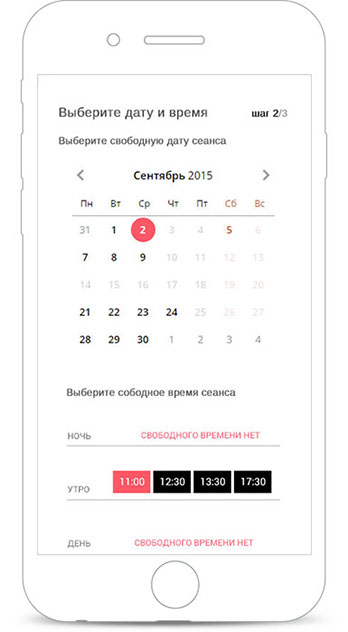 Выберите дату и время шаг 2/3
Выберите свободную дату сеанса
Сентябрь 2015
Пн Вт Ср Чт Пт Сб Вс
31 1 2 3 4 5 6
7 8 9 10 11 12 13
14 15 16 17 18 19 20
21 22 23 24 25 26 27
28 29 30 1 2 3 4
Выберите сободное время сеанса
НОЧЬ СВОБОДНОГО ВРЕМЕНИ НЕТ
УТРО 11:00 12:30 13:30 17:30
ДЕНЬ СВОБОДНОГО ВРЕМЕНИ НЕТ